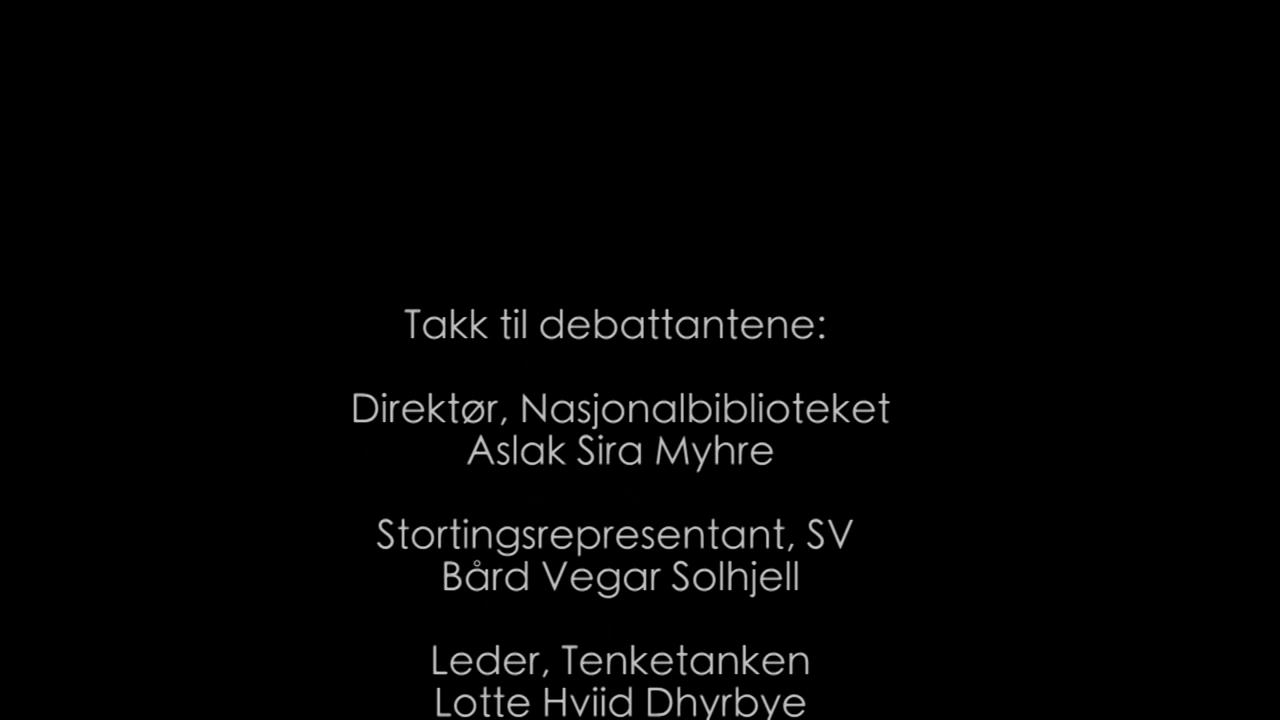 Takk til debattantene:
Direktør, Nasjonalbiblioteket
Aslak Sira Myhre
Stortingsrepresentant, SV
Bård Vegar Solhjell
Leder, Tenketanken
Lotte Hviid Dhyrbye